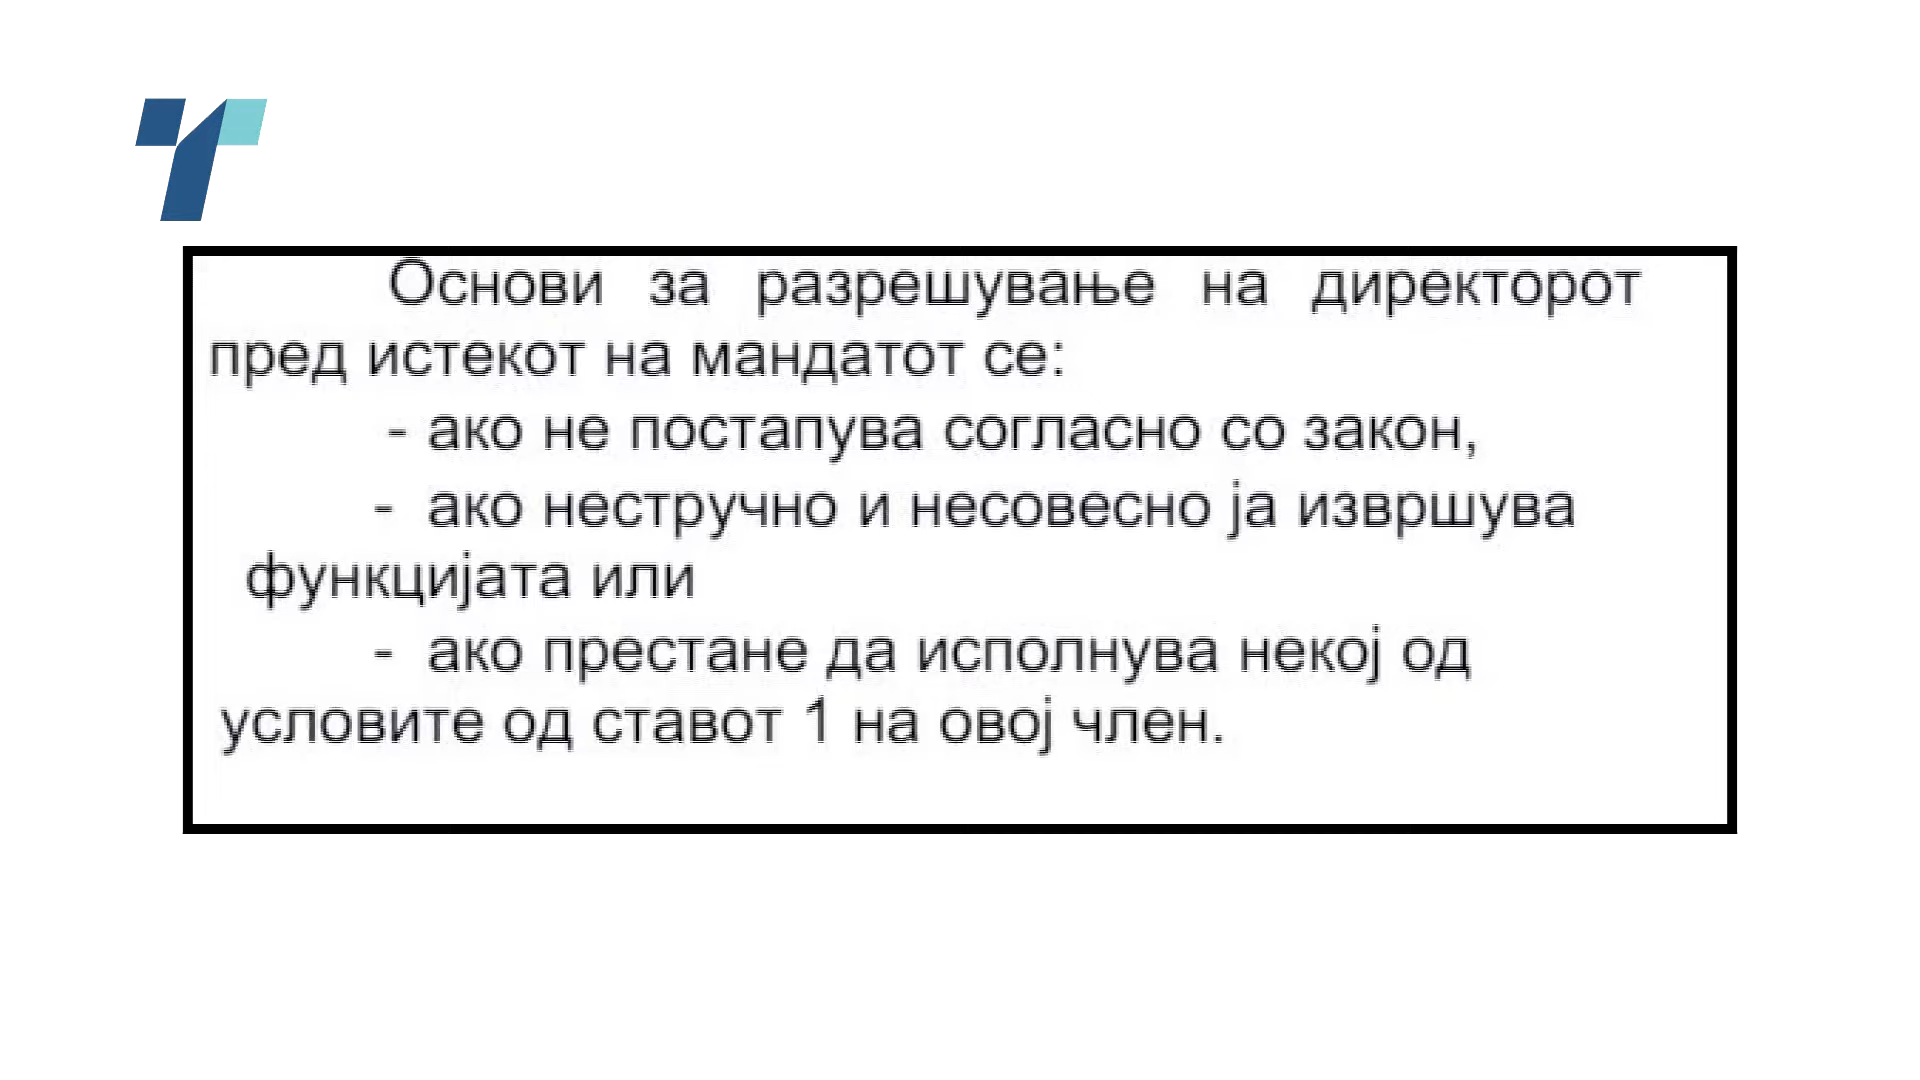 Основи за разрешување на директорот
пред истекот на мандатот се:
- ако не постапува согласно со закон,
- ако нестручно и несовесно ја извршува
функцијата или
- ако престане да исполнува некој од
условите од ставот 1 на овој член.